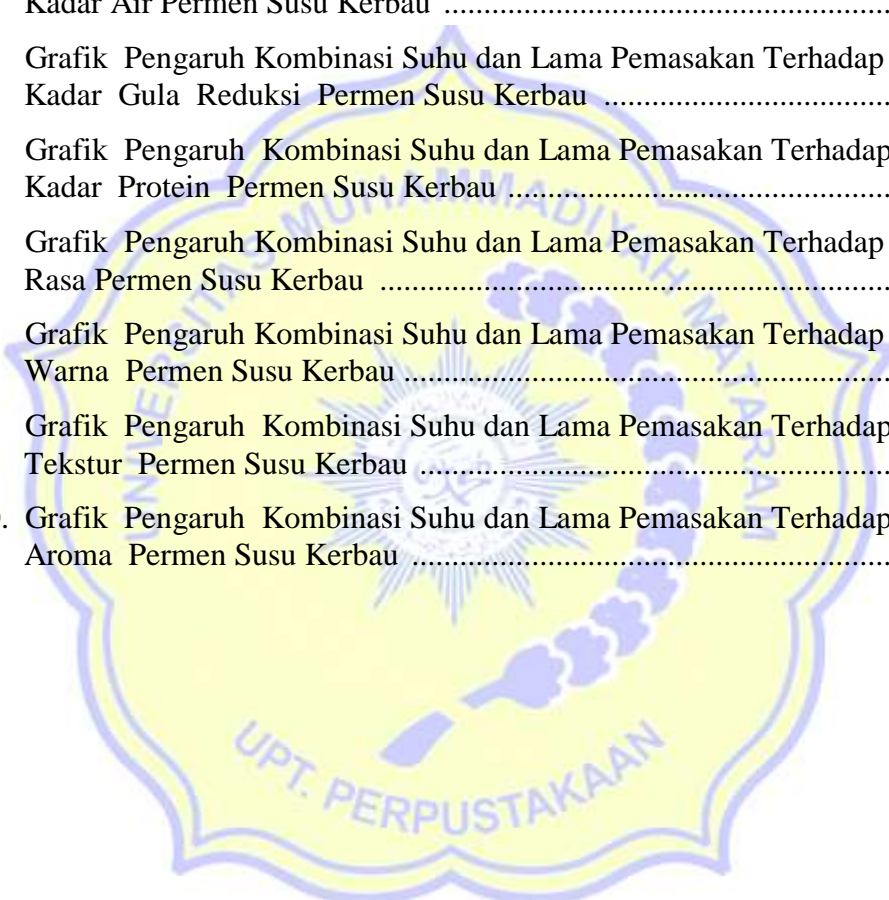 Kadar Air Permen Susu Kerbau ........................................................
Grafik Pengaruh Kombinasi Suhu dan Lama Pemasakan Terhadap
Kadar Gula Reduksi Permen Susu Kerbau ....................................
Grafik Pengaruh Kombinasi Suhu dan Lama Pemasakan Terhadap
Kadar Protein Permen Susu Kerbau ................................................
Grafik Pengaruh Kombinasi Suhu dan Lama Pemasakan Terhadap
Rasa Permen Susu Kerbau ................................................................
Grafik Pengaruh Kombinasi Suhu dan Lama Pemasakan Terhadap
Warna Permen Susu Kerbau .............................................................
Grafik Pengaruh Kombinasi Suhu dan Lama Pemasakan Terhadap
Tekstur Permen Susu Kerbau ...........................................................
. Grafik Pengaruh Kombinasi Suhu dan Lama Pemasakan Terhadap
Aroma Permen Susu Kerbau ............................................................
UNIVERSITAS MUHAMMADIYAH MATARAM
UPT. PERPUSTAKAAN